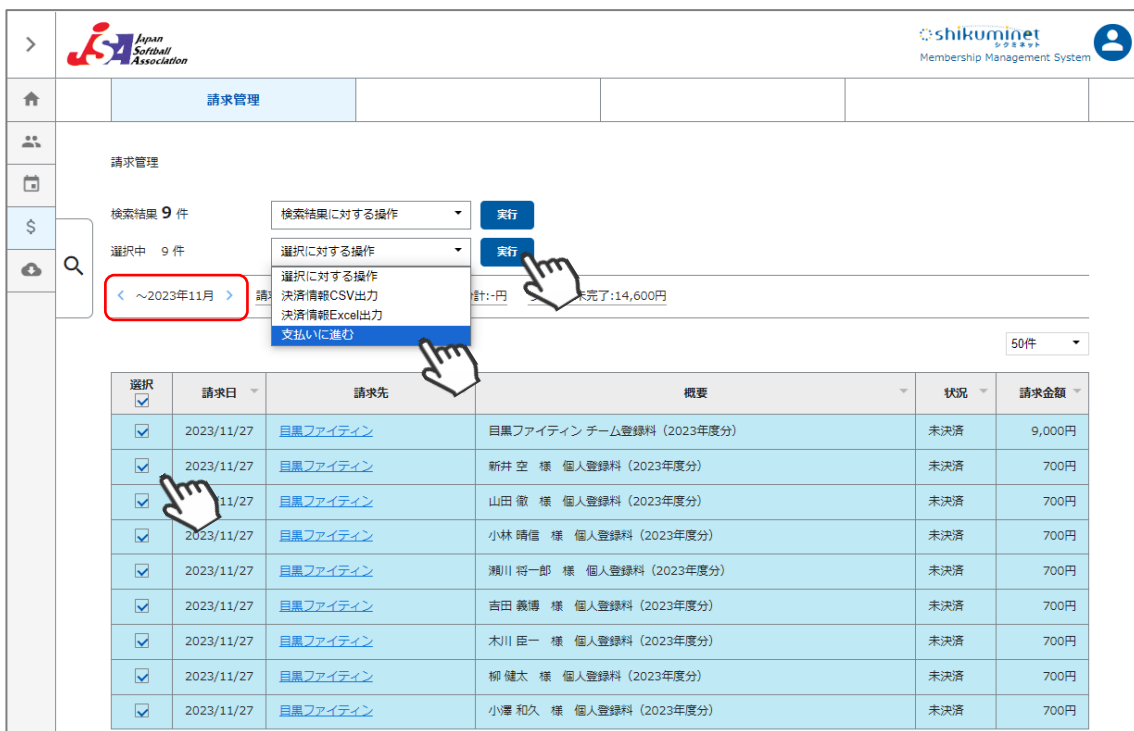 Japan
Softball
Association
shikuminet
シクミネット
Membership Management System
請求管理
請求管理
検索結果 9 件
検索結果に対する操作
実行
選択中 9 件
選択に対する操作
実行
選択に対する操作
決済情報CSV出力
決済情報Excel出力
支払いに進む
～2023年11月
計:-円
未完了:14,600円
50件
選択 請求日 請求先 概要 状況 請求金額
2023/11/27 目黒ファイティン 目黒ファイティン チーム登録料（2023年度分） 未決済 9,000円
2023/11/27 目黒ファイティン 新井 空 様 個人登録料（2023年度分） 未決済 700円
11/27 目黒ファイティン 山田 徹 様 個人登録料（2023年度分） 未決済 700円
2023/11/27 目黒ファイティン 小林 晴信 様 個人登録料（2023年度分） 未決済 700円
2023/11/27 目黒ファイティン 瀬川 将一郎 様 個人登録料（2023年度分） 未決済 700円
2023/11/27 目黒ファイティン 吉田 義博 様 個人登録料（2023年度分） 未決済 700円
2023/11/27 目黒ファイティン 木川 臣一 様 個人登録料（2023年度分） 未決済 700円
2023/11/27 目黒ファイティン 柳 健太 様 個人登録料（2023年度分） 未決済 700円
2023/11/27 目黒ファイティン 小澤 和久 様 個人登録料（2023年度分） 未決済 700円